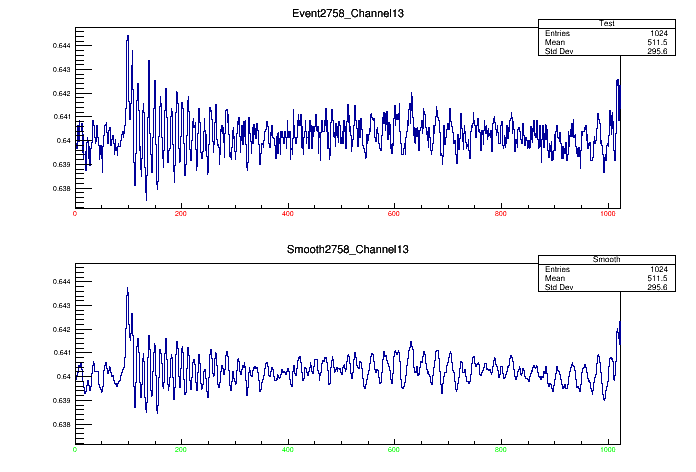 Event2758_Channel13
Test
Entries 1024
Mean 511.5
Std Dev 295.6
0.644
0.643
0.642
0.641
0.64
0.639
0.638
0 200 400 600 800 1000
Smooth2758_Channel13
Smooth
Entries 1024
Mean 511.5
Std Dev 295.6
0.644
0.643
0.642
0.641
0.64
0.639
0.638
0 200 400 600 800 1000